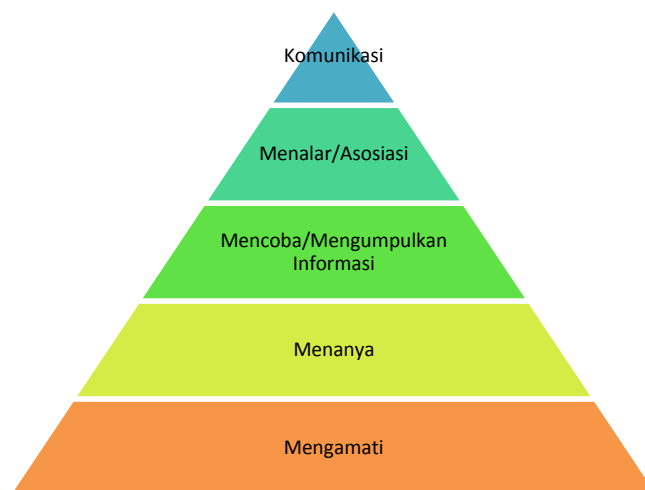 Komunikasi
Menalar/Asosiasi
Mencoba/Mengumpulkan
Informasi
Menanya
Mengamati